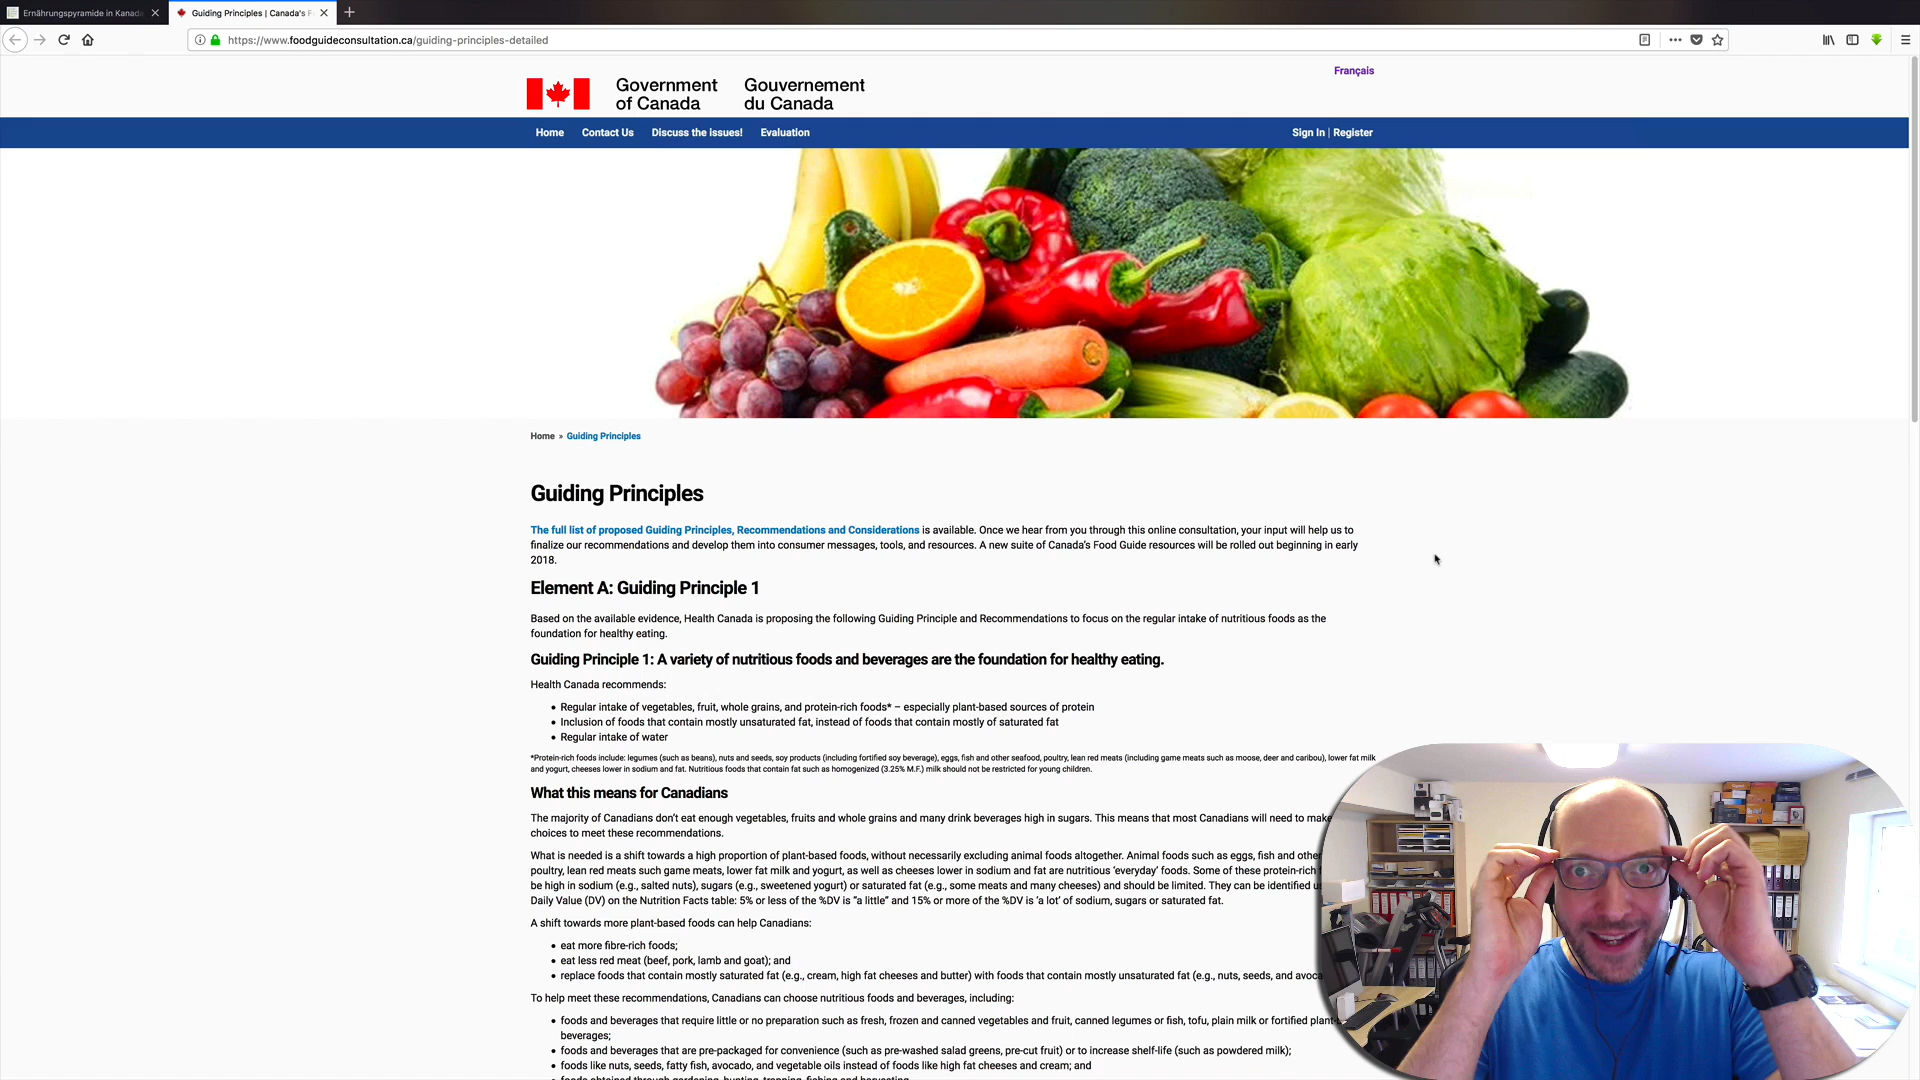 Ernährungspyramide in Kanada
Guiding Principles | Canada's F
https://www.foodguideconsultation.ca/guiding-principles-detailed
Français
Government of Canada
Gouvernement du Canada
Home Contact Us Discuss the issues! Evaluation Sign In | Register
Home » Guiding Principles
Guiding Principles
The full list of proposed Guiding Principles, Recommendations and Considerations is available. Once we hear from you through this online consultation, your input will help us to
finalize our recommendations and develop them into consumer messages, tools, and resources. A new suite of Canada's Food Guide resources will be rolled out beginning in early
2018.
Element A: Guiding Principle 1
Based on the available evidence, Health Canada is proposing the following Guiding Principle and Recommendations to focus on the regular intake of nutritious foods as the
foundation for healthy eating.
Guiding Principle 1: A variety of nutritious foods and beverages are the foundation for healthy eating.
Health Canada recommends:
• Regular intake of vegetables, fruit, whole grains, and protein-rich foods* – especially plant-based sources of protein
• Inclusion of foods that contain mostly unsaturated fat, instead of foods that contain mostly of saturated fat
• Regular intake of water
*Protein-rich foods include: legumes (such as beans), nuts and seeds, soy products (including fortified soy beverage), eggs, fish and other seafood, poultry, lean red meats (including game meats such as moose, deer and caribou), lower fat milk
and yogurt, cheeses lower in sodium and fat. Nutritious foods that contain fat such as homogenized (3.25% M.F.) milk should not be restricted for young children.
What this means for Canadians
The majority of Canadians don't eat enough vegetables, fruits and whole grains and many drink beverages high in sugars. This means that most Canadians will need to make
choices to meet these recommendations.
What is needed is a shift towards a high proportion of plant-based foods, without necessarily excluding animal foods altogether. Animal foods such as eggs, fish and other
poultry, lean red meats such game meats, lower fat milk and yogurt, as well as cheeses lower in sodium and fat are nutritious 'everyday' foods. Some of these protein-rich
be high in sodium (e.g., salted nuts), sugars (e.g., sweetened yogurt) or saturated fat (e.g., some meats and many cheeses) and should be limited. They can be identified
Daily Value (DV) on the Nutrition Facts table: 5% or less of the %DV is "a little" and 15% or more of the %DV is 'a lot' of sodium, sugars or saturated fat.
A shift towards more plant-based foods can help Canadians:
• eat more fibre-rich foods;
• eat less red meat (beef, pork, lamb and goat); and
• replace foods that contain mostly saturated fat (e.g., cream, high fat cheeses and butter) with foods that contain mostly unsaturated fat (e.g., nuts, seeds, and avoca
To help meet these recommendations, Canadians can choose nutritious foods and beverages, including:
• foods and beverages that require little or no preparation such as fresh, frozen and canned vegetables and fruit, canned legumes or fish, tofu, plain milk or fortified plant-
beverages;
• foods and beverages that are pre-packaged for convenience (such as pre-washed salad greens, pre-cut fruit) or to increase shelf-life (such as powdered milk);
• foods like nuts, seeds, fatty fish, avocado, and vegetable oils instead of foods like high fat cheeses and cream; and
• foods obtained through gardening, hunting, trapping, fishing and harvesting